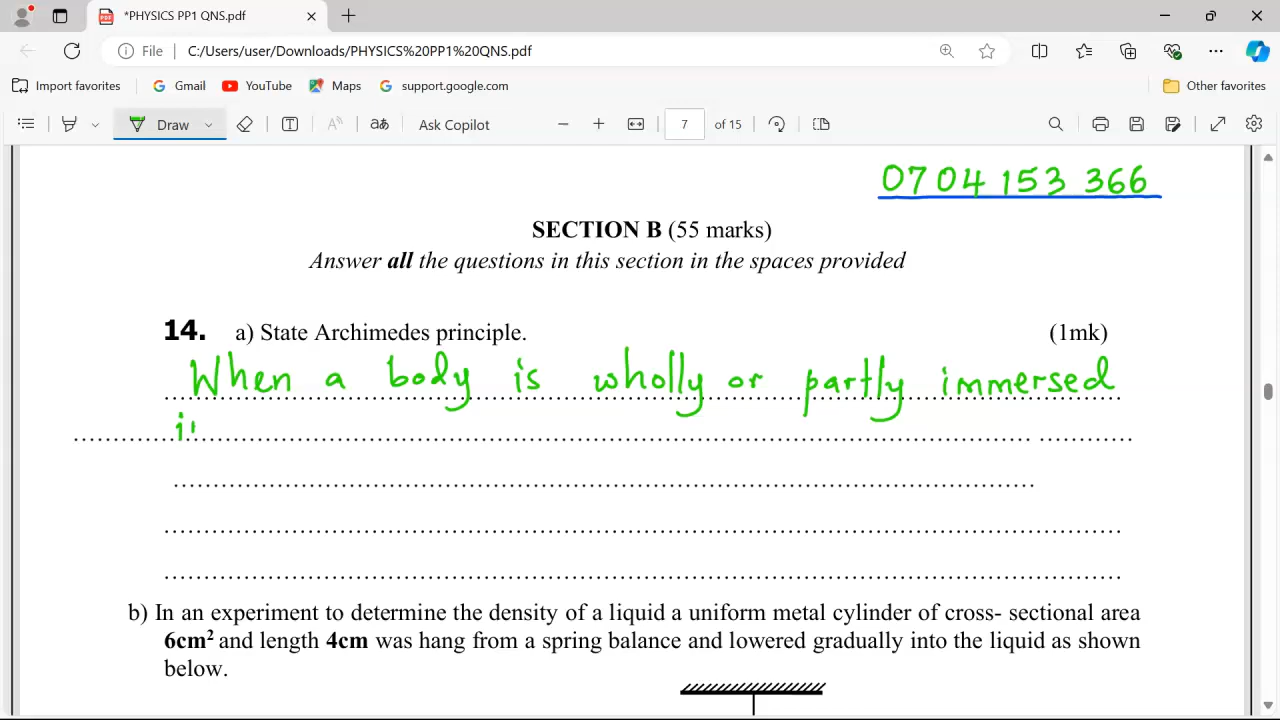 *PHYSICS PP1 QNS.pdf
File C:/Users/user/Downloads/PHYSICS%20PP1%20QNS.pdf
Import favorites Gmail YouTube Maps support.google.com Other favorites
Draw Ask Copilot 7 of 15
0704 153 366
SECTION B (55 marks)
Answer all the questions in this section in the spaces provided
14. a) State Archimedes principle. (1mk)
When a body is wholly or partly immersed
b) In an experiment to determine the density of a liquid a uniform metal cylinder of cross- sectional area
6cm² and length 4cm was hang from a spring balance and lowered gradually into the liquid as shown
below.